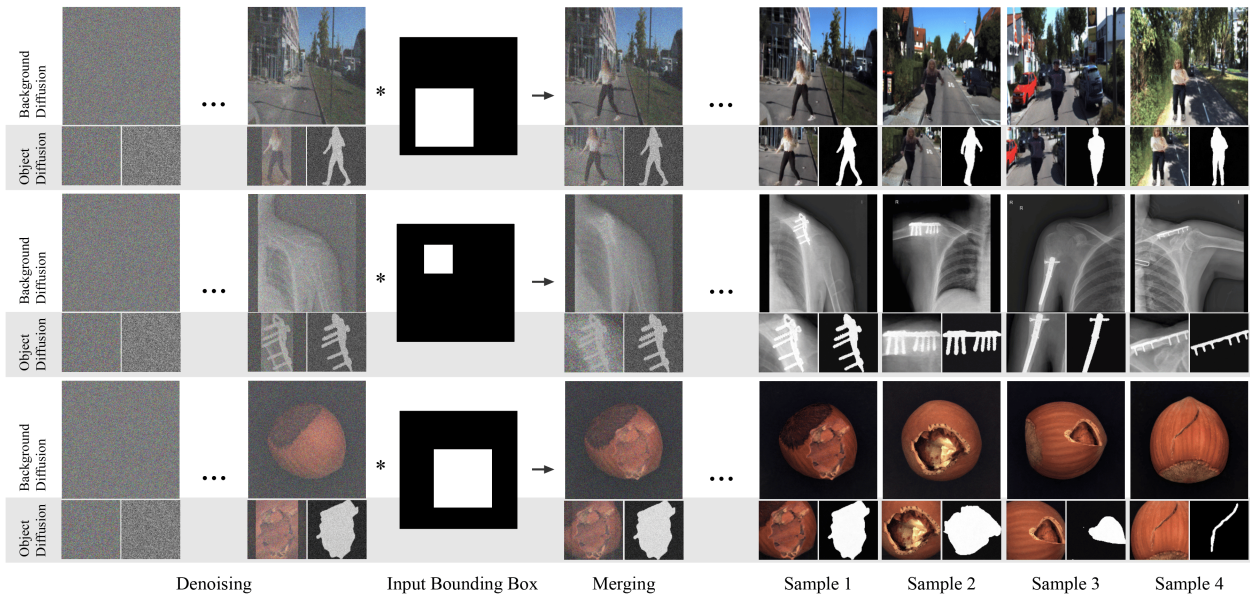 Background
Diffusion
...
*
...
Object
Diffusion
Background
Diffusion
...
*
...
Object
Diffusion
Background
Diffusion
...
*
...
Object
Diffusion
Denoising
Input Bounding Box
Merging
Sample 1
Sample 2
Sample 3
Sample 4